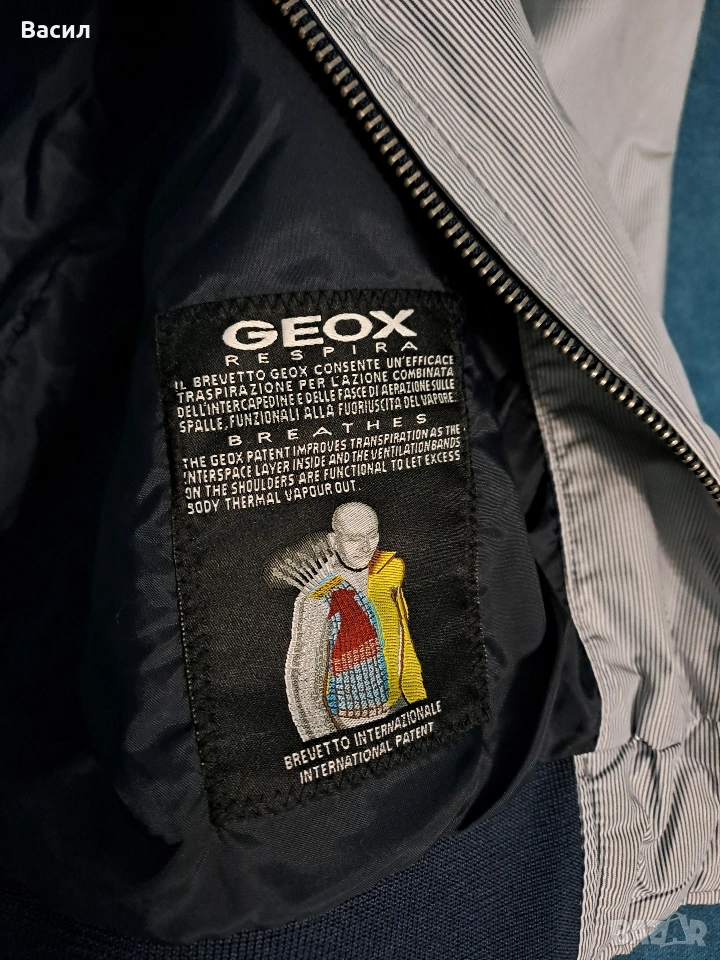 Васил
GEOX
RESPIRA
IL BREVETTO GEOX CONSENTE UN'EFFICACE
TRASPIRAZIONE PER L'AZIONE COMBINATA
DELL'INTERCAPEDINE E DELLE FASCE DI AERAZIONE SULLE
SPALLE, FUNZIONALI ALLA FUORIUSCITA DEL VAPORE.
BREATHES
THE GEOX PATENT IMPROVES TRANSPIRATION AS THE
INTERSPACE LAYER INSIDE AND THE VENTILATION BANDS
ON THE SHOULDERS ARE FUNCTIONAL TO LET EXCESS
BODY THERMAL VAPOUR OUT.
BREVETTO INTERNAZIONALE
INTERNATIONAL PATENT
BAZAR